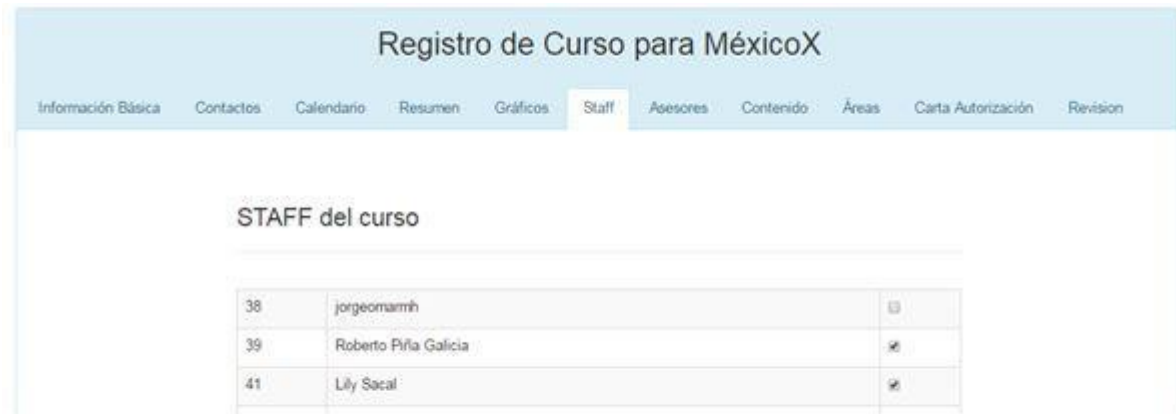 Registro de Curso para MéxicoX
Información Básica Contactos Calendario Resumen Gráficos Staff Asesores Contenido Áreas Carta Autorización Revision
STAFF del curso
38 jorgeomarmh
39 Roberto Piña Galicia
41 Lily Sacal